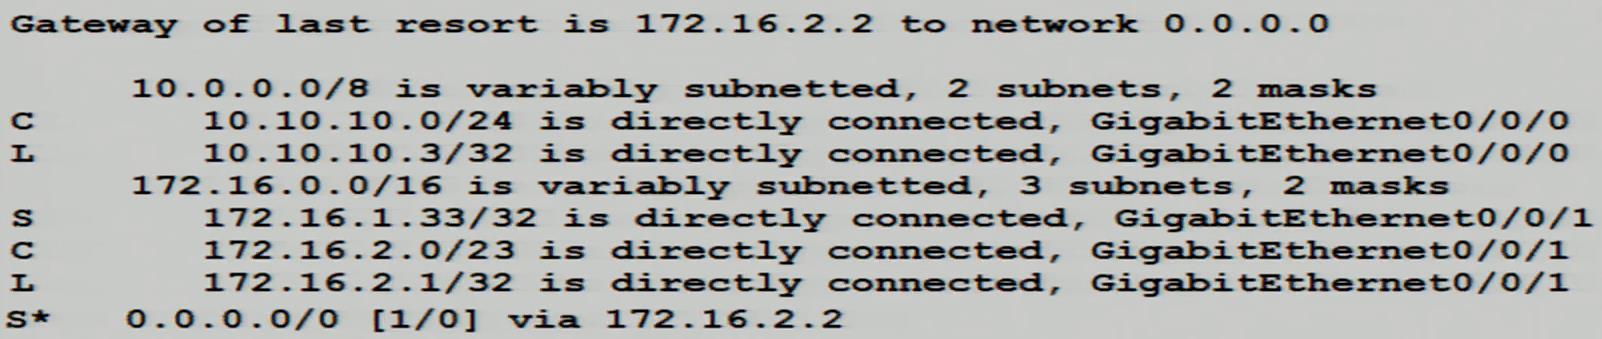 Gateway of last resort is 172.16.2.2 to network 0.0.0.0
10.0.0.0/8 is variably subnetted, 2 subnets, 2 masks
C 10.10.10.0/24 is directly connected, GigabitEthernet0/0/0
L 10.10.10.3/32 is directly connected, GigabitEthernet0/0/0
172.16.0.0/16 is variably subnetted, 3 subnets, 2 masks
S 172.16.1.33/32 is directly connected, GigabitEthernet0/0/1
C 172.16.2.0/23 is directly connected, GigabitEthernet0/0/1
L 172.16.2.1/32 is directly connected, GigabitEthernet0/0/1
S* 0.0.0.0/0 [1/0] via 172.16.2.2